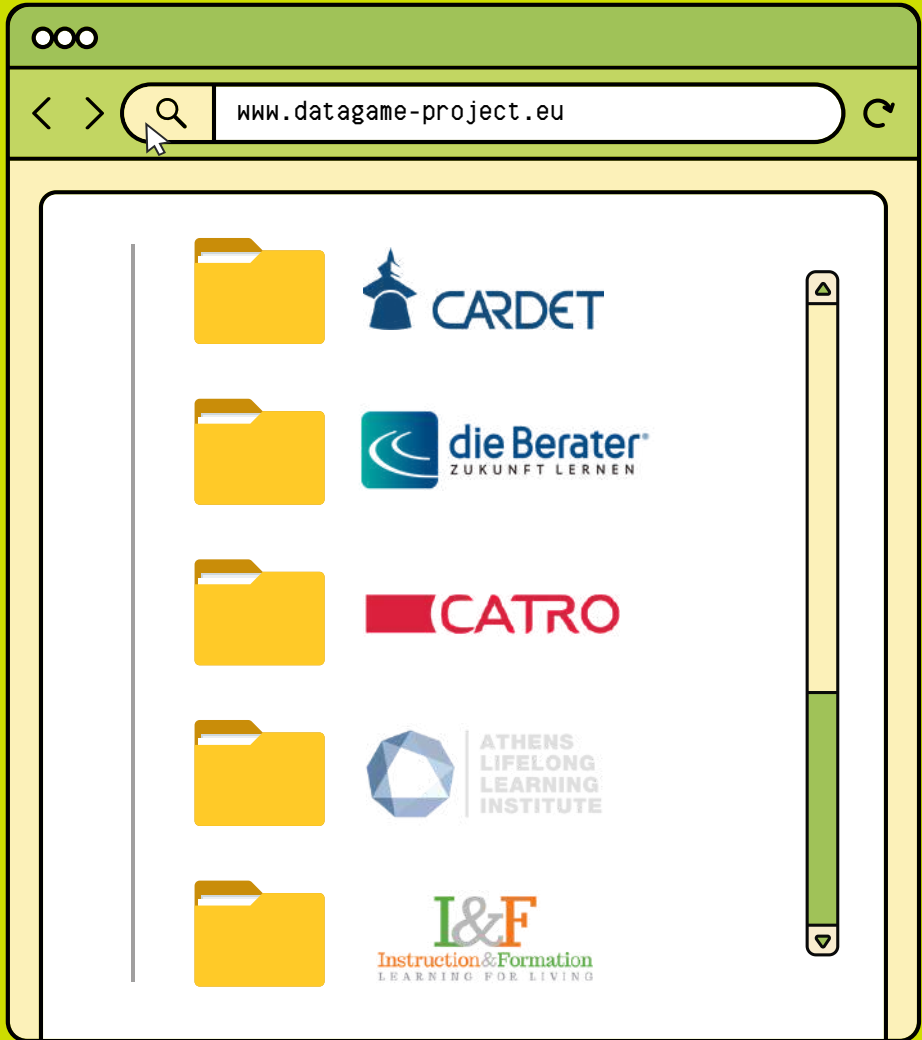 www.datagame-project.eu
CARDET
die Berater®
ZUKUNFT LERNEN
CATRO
ATHENS
LIFELONG
LEARNING
INSTITUTE
I&F
Instruction&Formation
LEARNING FOR LIVING